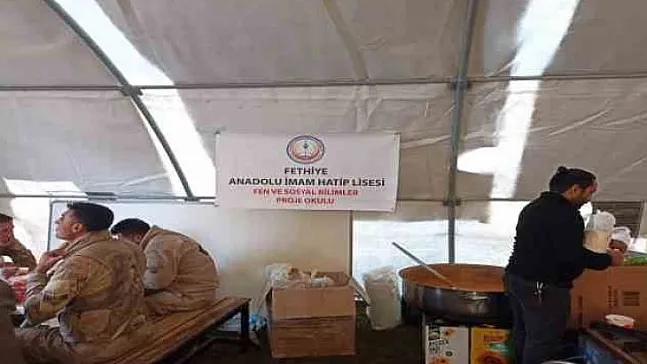 FETHİYE
ANADOLU İMAM HATİP LİSESİ
FEN VE SOSYAL BİLİMLER
PROJE OKULU